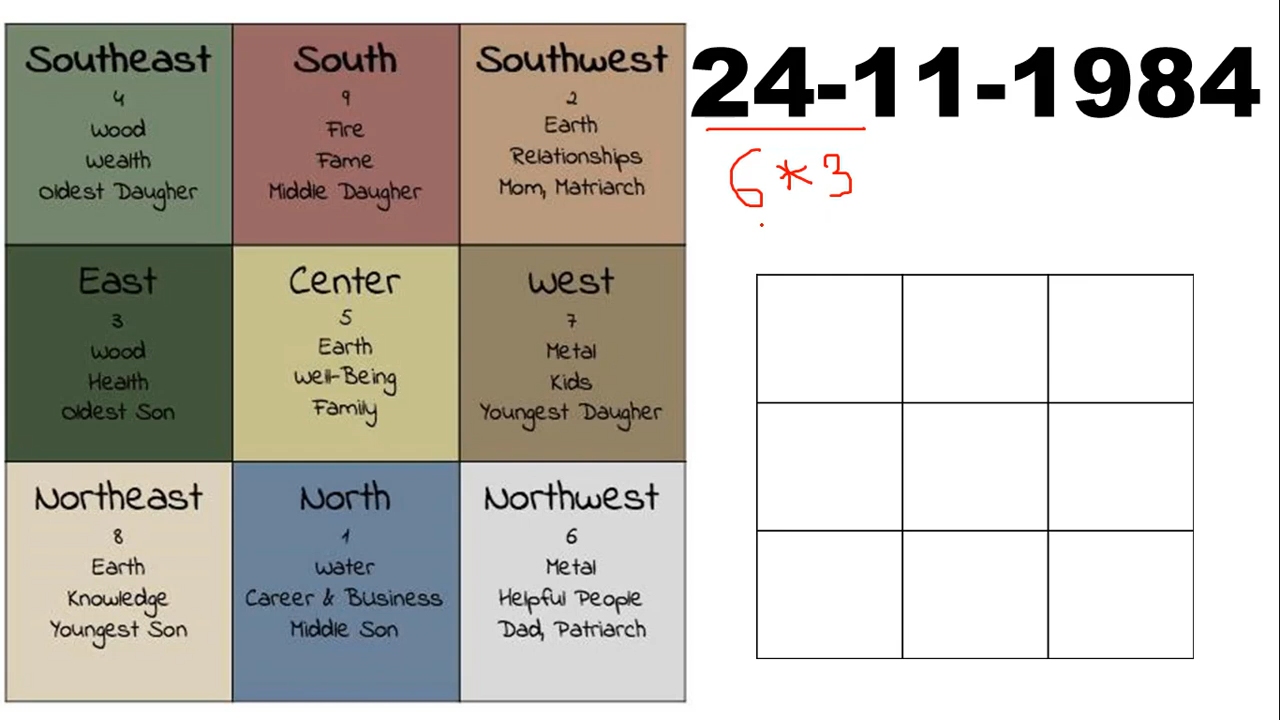 Southeast
4
Wood
Wealth
Oldest Daugher
South
9
Fire
Fame
Middle Daugher
Southwest
2
Earth
Relationships
Mom, Matriarch
East
3
Wood
Health
Oldest Son
Center
5
Earth
Well-Being
Family
West
7
Metal
Kids
Youngest Daugher
Northeast
8
Earth
Knowledge
Youngest Son
North
1
Water
Career & Business
Middle Son
Northwest
6
Metal
Helpful People
Dad, Patriarch
24-11-1984
6*3